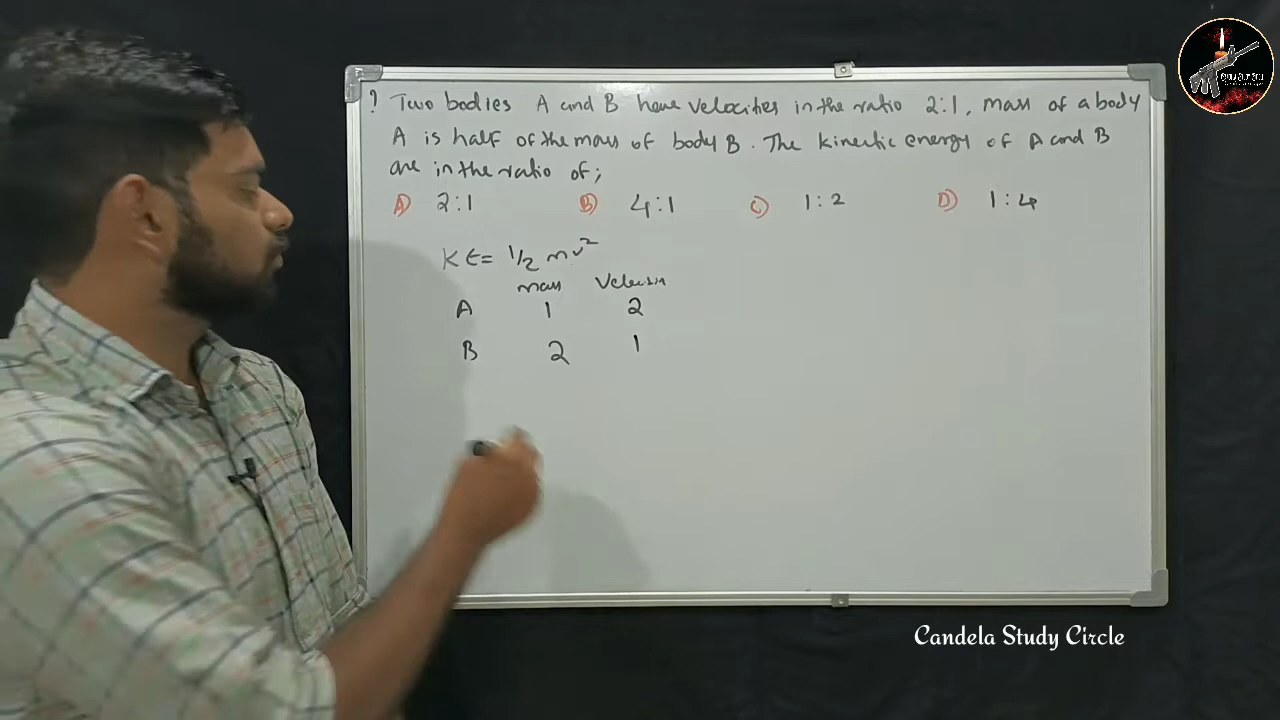 ? Two bodies A and B have velocities in the ratio 2:1, mass of a body
A is half of the mass of body B. The kinectic energy of A and B
are in the ratio of;
A) 2:1 B) 4:1 C) 1:2 D) 1:4
KE = 1/2 mv²
mass
A 1 2
B 2 1
Candela Study Circle